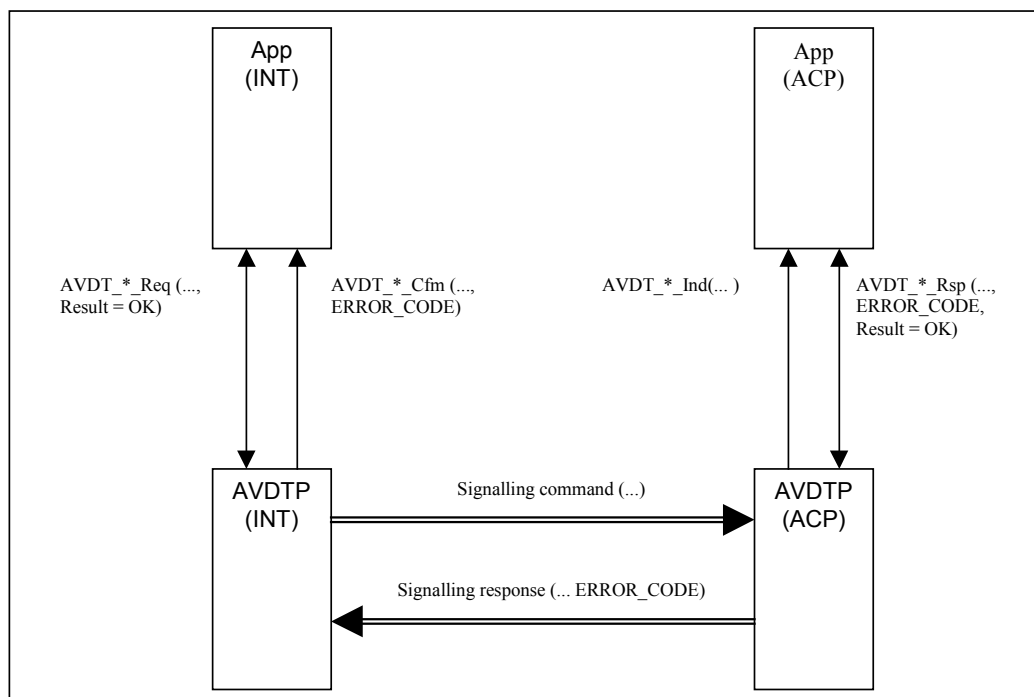 App
(INT)
App
(ACP)
AVDT_*_Req (...,
Result = OK)
AVDT_*_Cfm (...,
ERROR_CODE)
AVDT_*_Ind(... )
AVDT_*_Rsp (...,
ERROR_CODE,
Result = OK)
AVDTP
(INT)
Signalling command (...)
AVDTP
(ACP)
Signalling response (... ERROR_CODE)